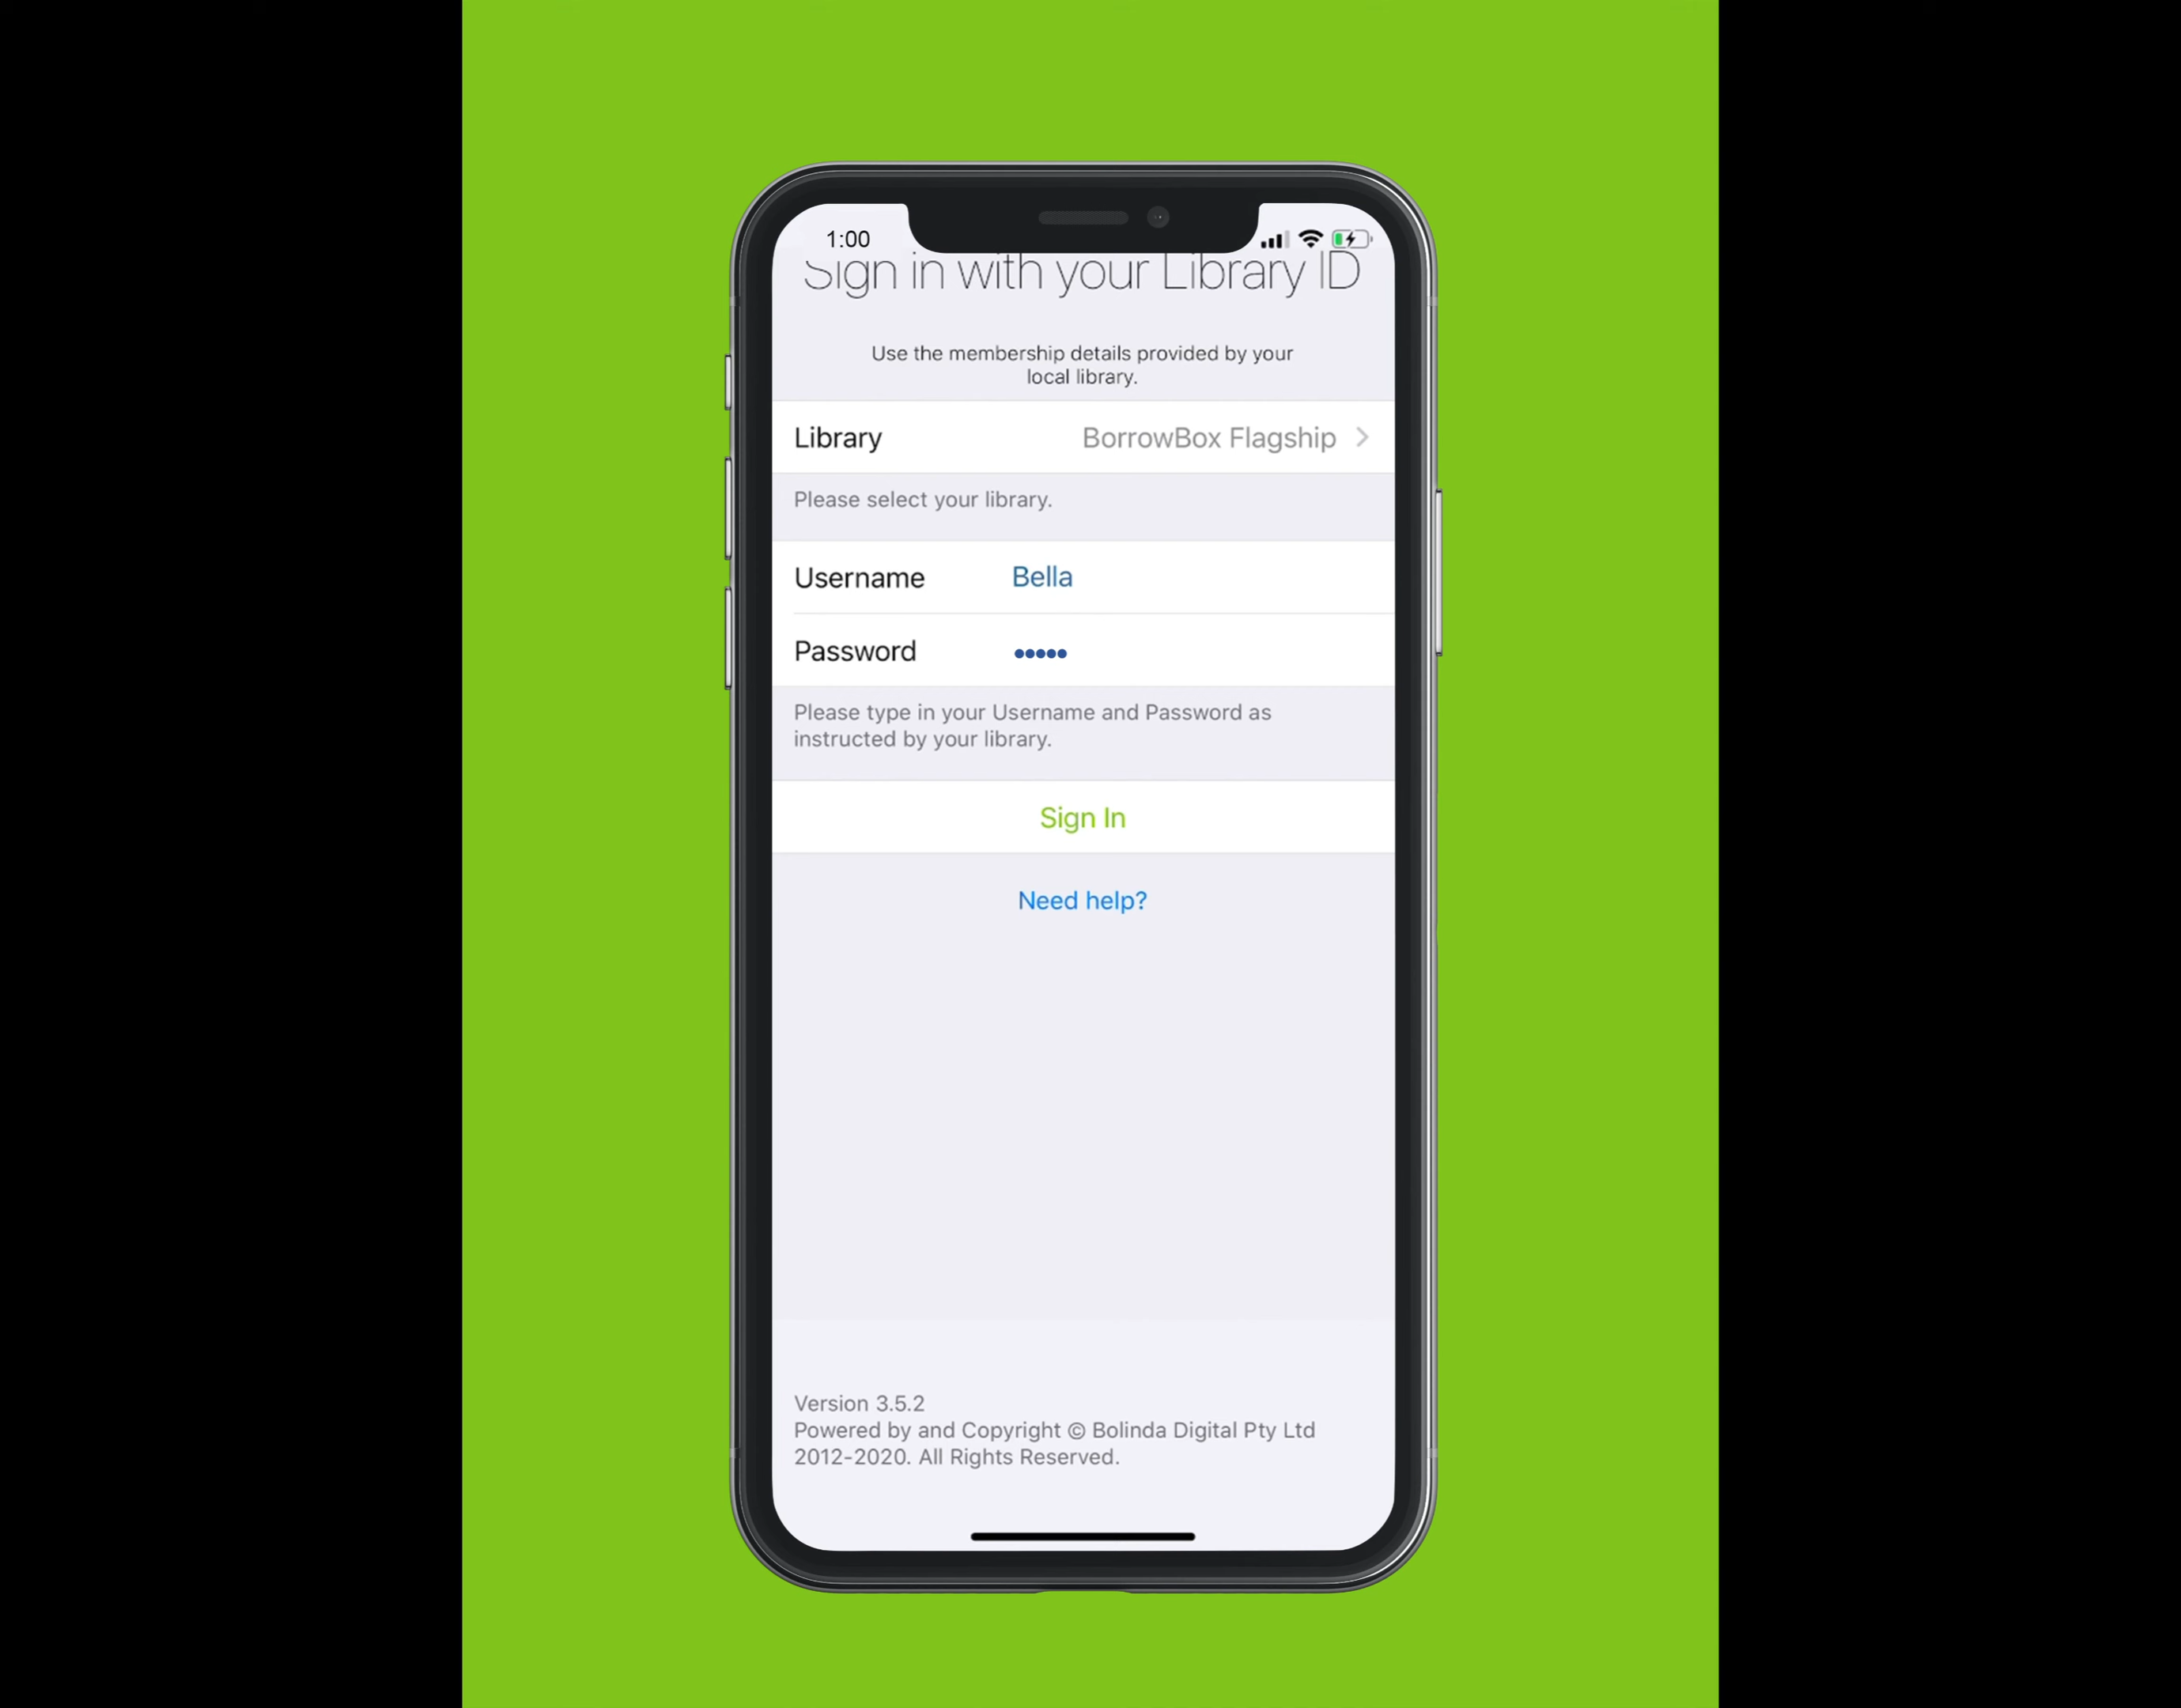 1:00
Sign in with your Library ID
Use the membership details provided by your
local library.
Library BorrowBox Flagship
Please select your library.
Username Bella
Password •••••
Please type in your Username and Password as
instructed by your library.
Sign In
Need help?
Version 3.5.2
Powered by and Copyright © Bolinda Digital Pty Ltd
2012-2020. All Rights Reserved.